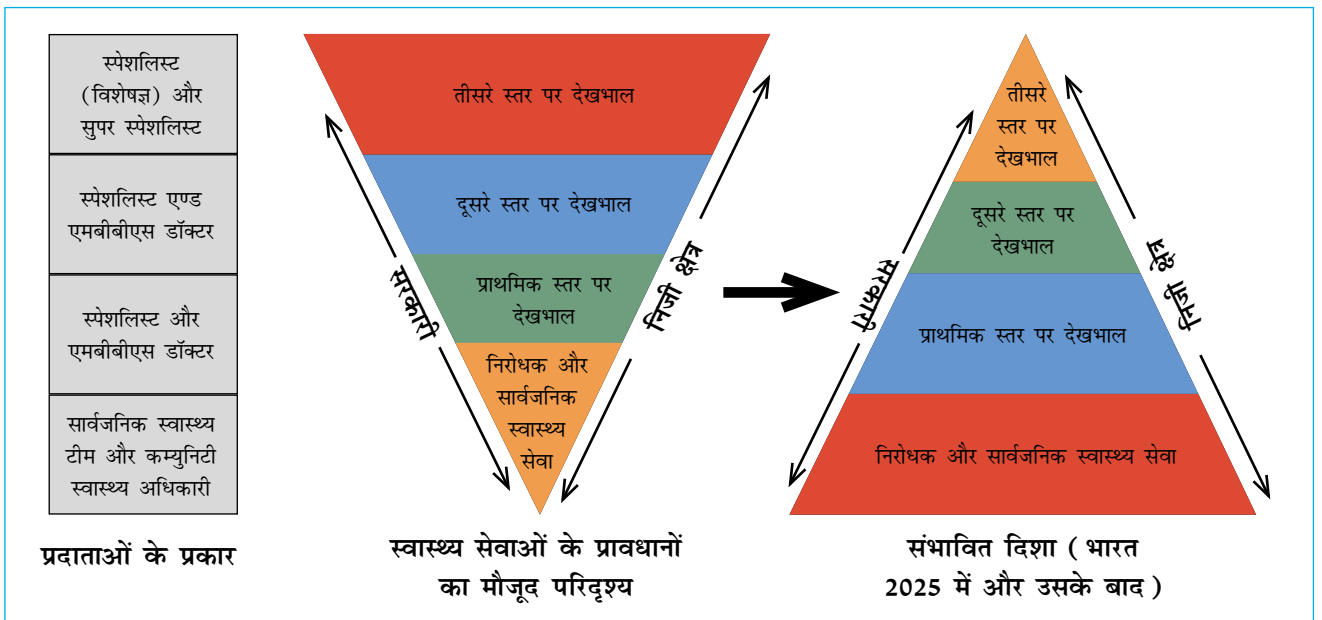 स्पेशलिस्ट
(विशेषज्ञ) और
सुपर स्पेशलिस्ट
स्पेशलिस्ट एण्ड
एमबीबीएस डॉक्टर
स्पेशलिस्ट और
एमबीबीएस डॉक्टर
सार्वजनिक स्वास्थ्य
टीम और कम्युनिटी
स्वास्थ्य अधिकारी
प्रदाताओं के प्रकार
तीसरे स्तर पर देखभाल
दूसरे स्तर पर देखभाल
प्राथमिक स्तर पर
देखभाल
निरोधक और
सार्वजनिक
स्वास्थ्य
सेवा
सरकारी
निजी क्षेत्र
स्वास्थ्य सेवाओं के प्रावधानों
का मौजूद परिदृश्य
तीसरे
स्तर पर
देखभाल
दूसरे स्तर पर
देखभाल
प्राथमिक स्तर पर देखभाल
निरोधक और सार्वजनिक स्वास्थ्य सेवा
सरकारी
निजी क्षेत्र
संभावित दिशा ( भारत
2025 में और उसके बाद )